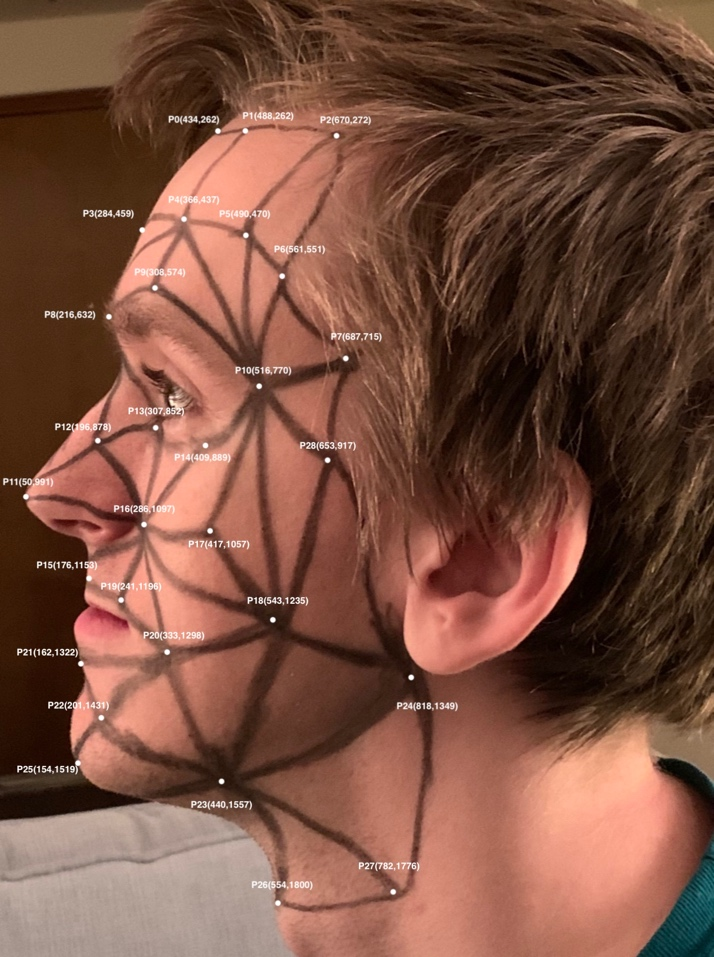 P0(434,262)
P1(488,262)
P2(670,272)
P3(284,459)
P4(366,437)
P5(490,470)
P6(561,551)
P9(308,574)
P8(216,632)
P7(687,715)
P10(516,770)
P13(307,852)
P12(196,878)
P14(409,889)
P28(653,917)
P11(50,991)
P16(286,1097)
P17(417,1057)
P15(176,1153)
P19(241,1196)
P18(543,1235)
P20(333,1298)
P21(162,1322)
P22(201,1431)
P24(818,1349)
P25(154,1519)
P23(440,1557)
P27(782,1776)
P26(554,1800)